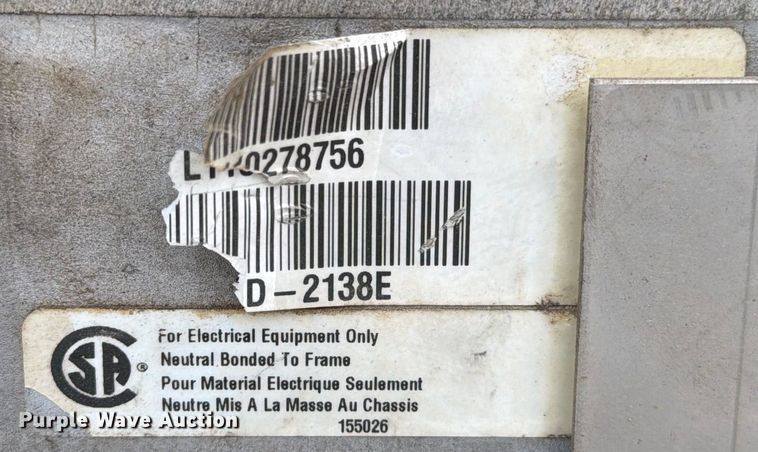 D-2138E
CSA ®
For Electrical Equipment Only
Neutral Bonded To Frame
Pour Material Electrique Seulement
Neutre Mis A La Masse Au Chassis
155026
Purple Wave Auction